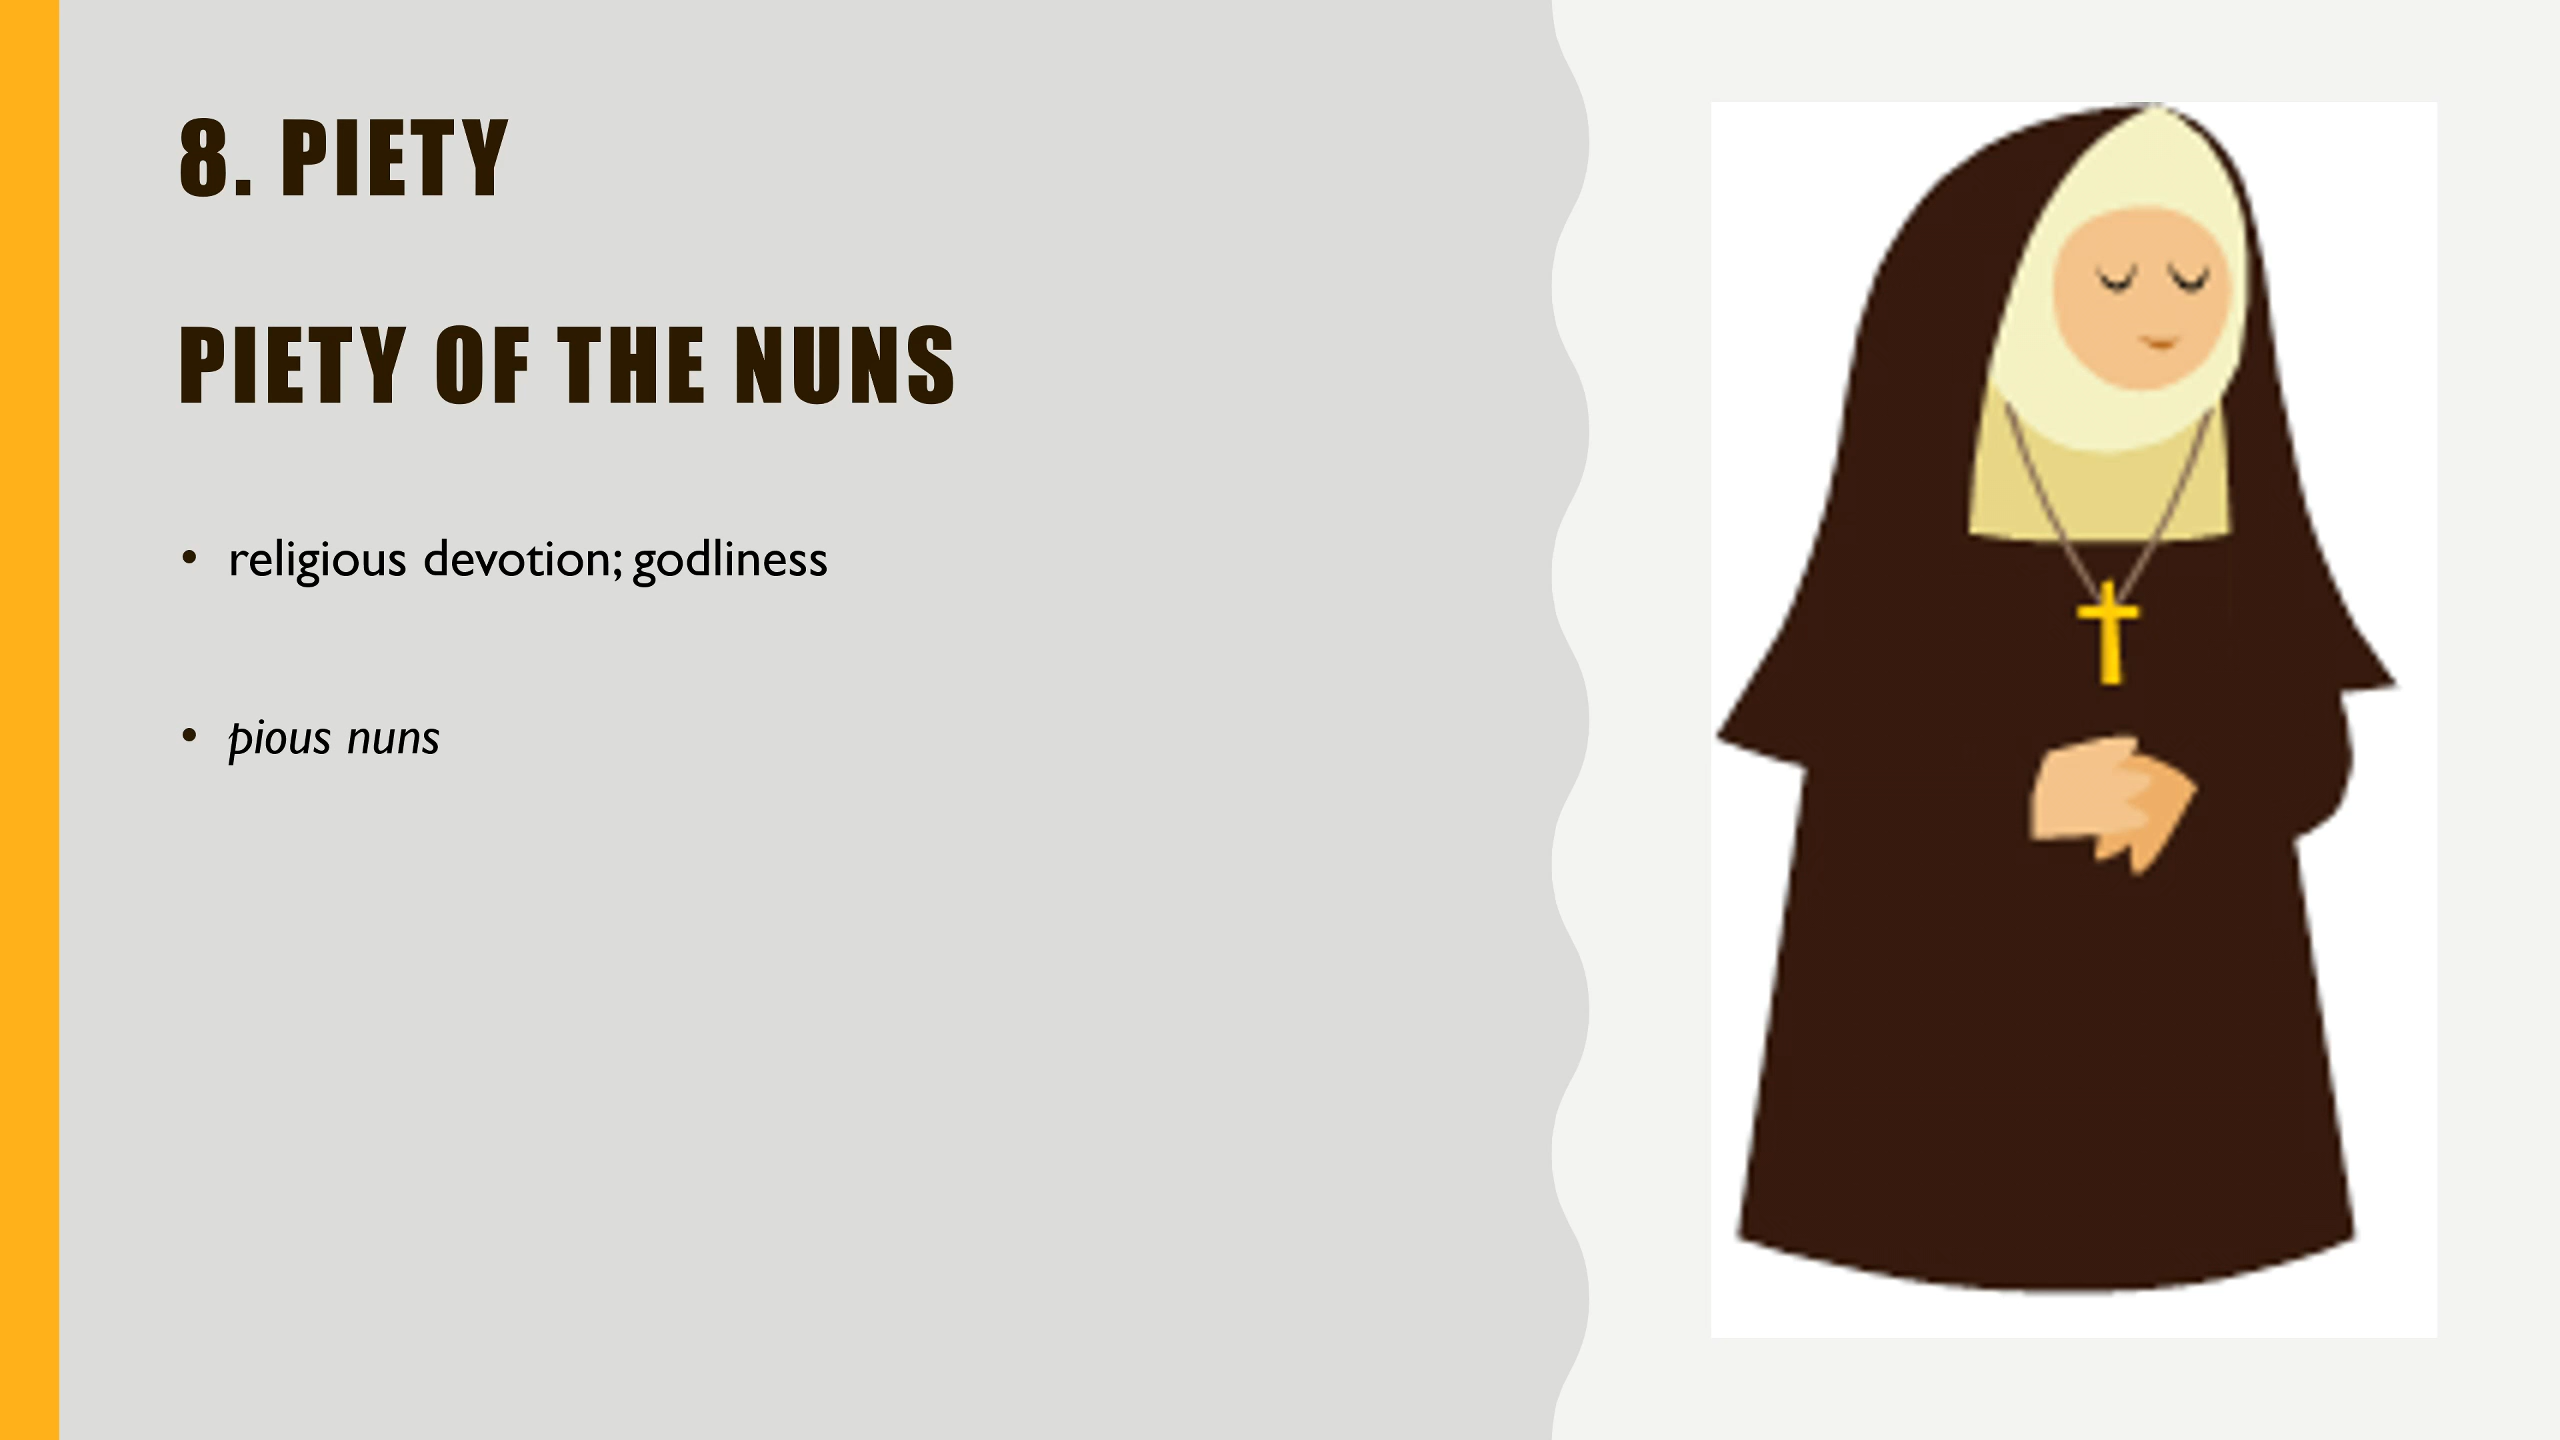 8. PIETY
PIETY OF THE NUNS
• religious devotion; godliness
• pious nuns